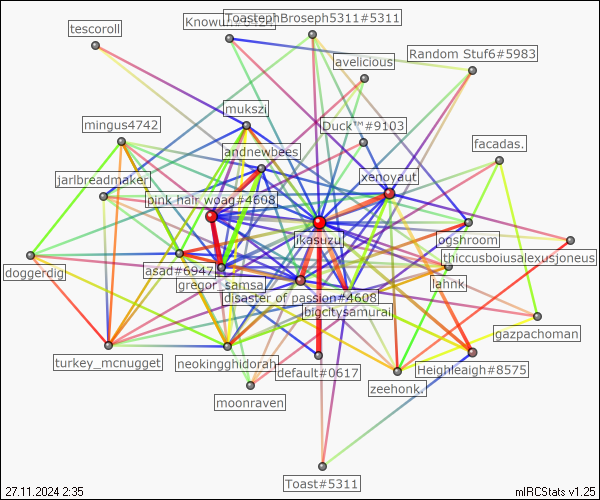 tescoroll
ToastephBroseph5311#5311
Random Stuf6#5983
avelicious
mukszi
mingus4742
Duck™#9103
facadas.
andnewbees
xenoyaut
jarlbreadmaker
pink hair woag#4608
ikasuzu
ogshroom
thiccusboiusalexusjoneus
doggerdig
asad#6947
gregor_samsa.
lahnk
disaster of passion#4608
bigcitysamurai
gazpachoman
turkey_mcnugget
neokingghidorah
default#0617
Heighleaigh#8575
zeehonk.
moonraven
Toast#5311
27.11.2024 2:35
mIRCStats v1.25